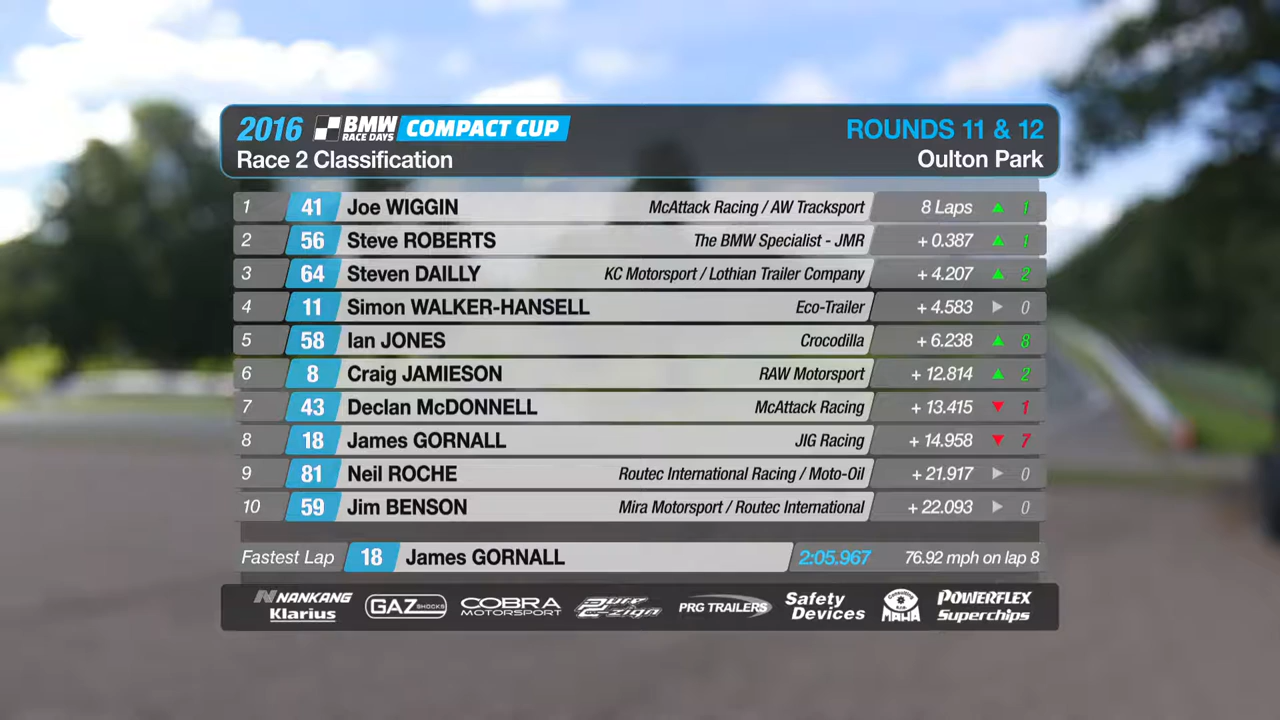 2016 BMW RACE DAYS COMPACT CUP ROUNDS 11 & 12
Race 2 Classification Oulton Park
1 41 Joe WIGGIN McAttack Racing / AW Tracksport 8 Laps ▲ 1
2 56 Steve ROBERTS The BMW Specialist - JMR + 0.387 ▲ 1
3 64 Steven DAILLY KC Motorsport / Lothian Trailer Company + 4.207 ▲ 2
4 11 Simon WALKER-HANSELL Eco-Trailer + 4.583 ▶ 0
5 58 Ian JONES Crocodilla + 6.238 ▲ 8
6 8 Craig JAMIESON RAW Motorsport + 12.814 ▲ 2
7 43 Declan McDONNELL McAttack Racing + 13.415 ▼ 1
8 18 James GORNALL JIG Racing + 14.958 ▼ 7
9 81 Neil ROCHE Routec International Racing / Moto-Oil + 21.917 ▶ 0
10 59 Jim BENSON Mira Motorsport / Routec International + 22.093 ▶ 0
Fastest Lap 18 James GORNALL 2:05.967 76.92 mph on lap 8
NANKANG Klarius GAZ SHOCKS COBRA MOTORSPORT PRG TRAILERS Safety Devices MAWA POWERFLEX Superchips